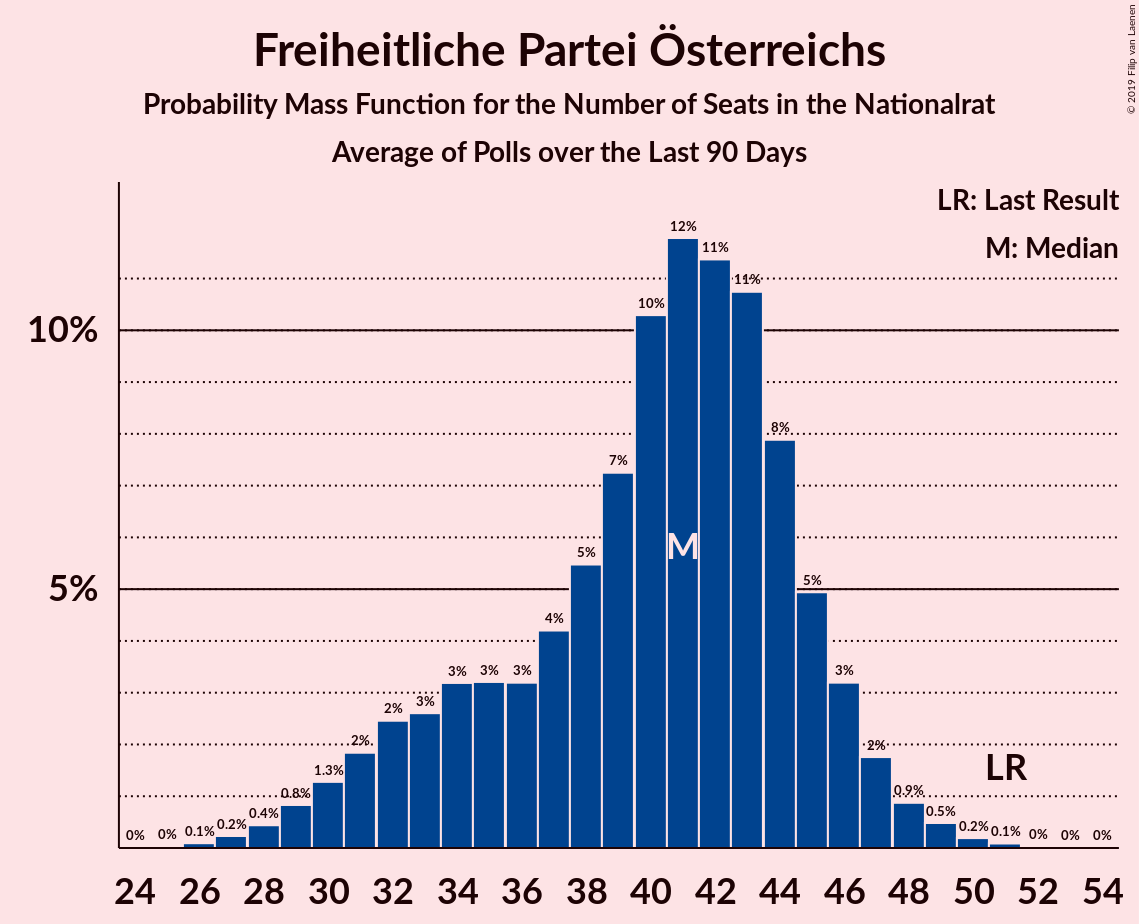 Freiheitliche Partei Österreichs
Probability Mass Function for the Number of Seats in the Nationalrat
Average of Polls over the Last 90 Days
© 2019 Filip van Laenen
LR: Last Result
M: Median
10%
5%
0% 0% 0.1% 0.2% 0.4% 0.8% 1.3% 2% 2% 3% 3% 3% 3% 4% 5% 7% 10% 12% 11% 11% 8% 5% 3% 2% 0.9% 0.5% 0.2% 0.1% 0% 0% 0%
M
LR
24 26 28 30 32 34 36 38 40 42 44 46 48 50 52 54